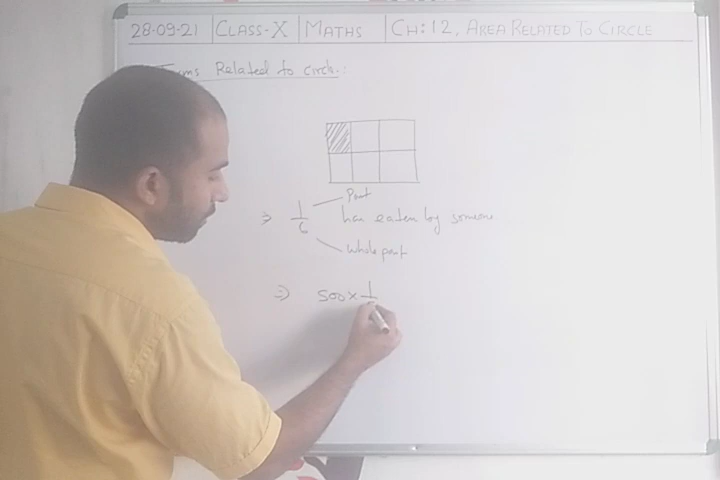 28-09-21 CLASS-X MATHS CH:12, AREA RELATED TO CIRCLE
Related to circle:
Part
⇒ 1/6 has eaten by someone
whole part
⇒ 500 × 1/